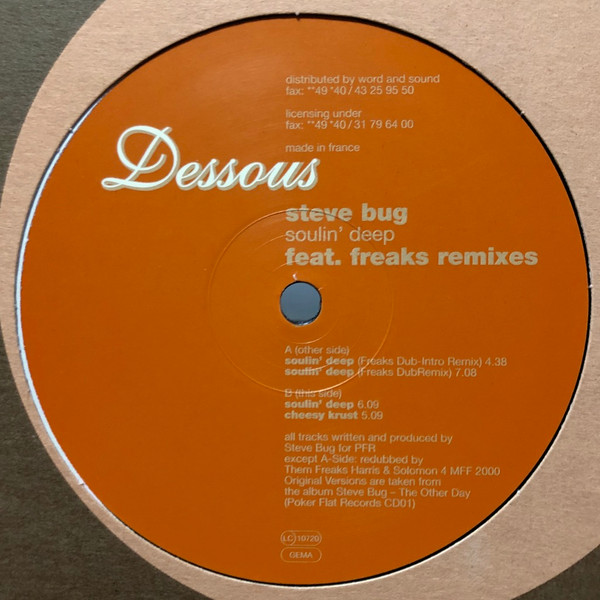 distributed by word and sound
fax: **49 *40 / 43 25 95 50
licensing under
fax: **49 *40 / 31 79 64 00
made in france
Dessous
steve bug
soulin' deep
feat. freaks remixes
A (other side)
soulin' deep (Freaks Dub-Intro Remix) 4.38
soulin' deep (Freaks DubRemix) 7.08
B (this side)
soulin' deep 6.09
cheesy krust 5.09
all tracks written and produced by
Steve Bug for PFR
except A-Side: redubbed by
Them Freaks Harris & Solomon 4 MFF 2000
Original Versions are taken from
the album Steve Bug – The Other Day
(Poker Flat Records CD01)
LC 10720
GEMA